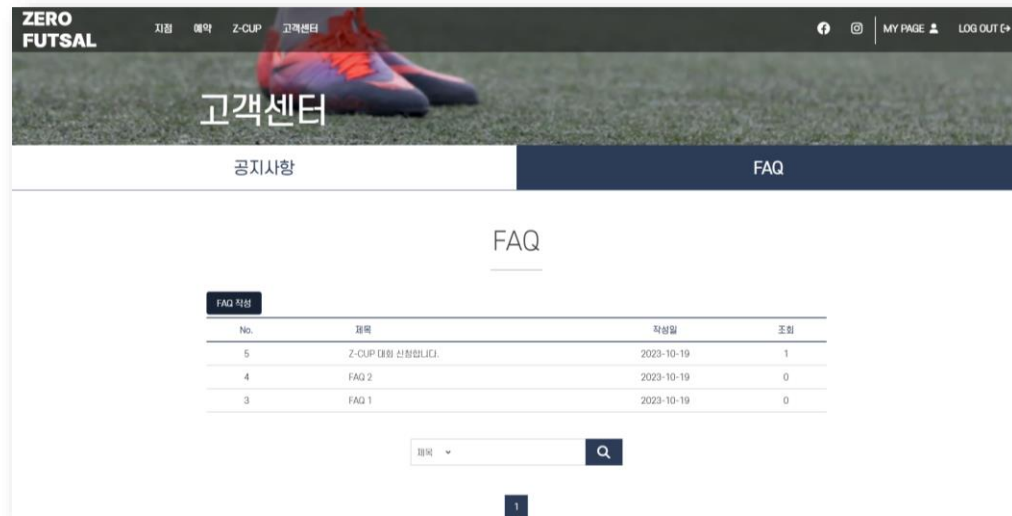 ZERO
FUTSAL
지점 예약 Z-CUP 고객센터
MY PAGE LOG OUT
고객센터
공지사항 FAQ
FAQ
FAQ 작성
No. 제목 작성일 조회
5 Z-CUP 대회 신청합니다. 2023-10-19 1
4 FAQ 2 2023-10-19 0
3 FAQ 1 2023-10-19 0
제목
1